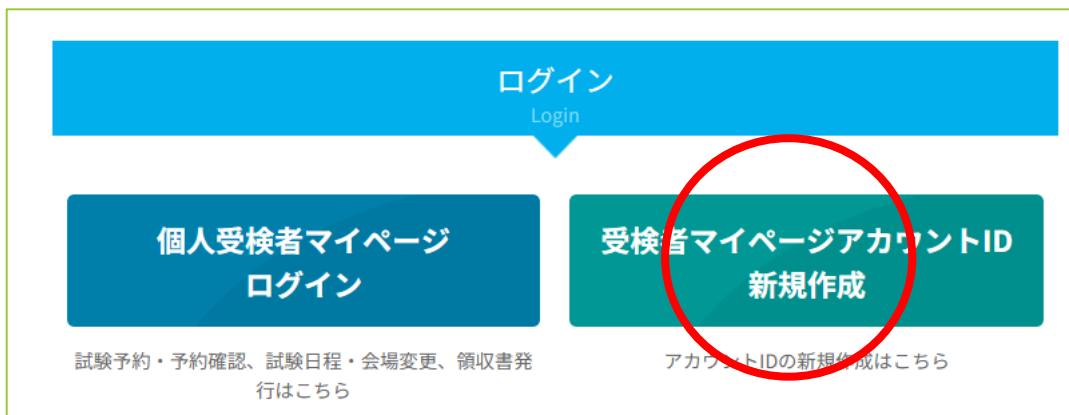 ログイン
Login
個人受検者マイページ
ログイン
試験予約・予約確認、試験日程・会場変更、領収書発
行はこちら
受検者マイページアカウントID
新規作成
アカウントIDの新規作成はこちら